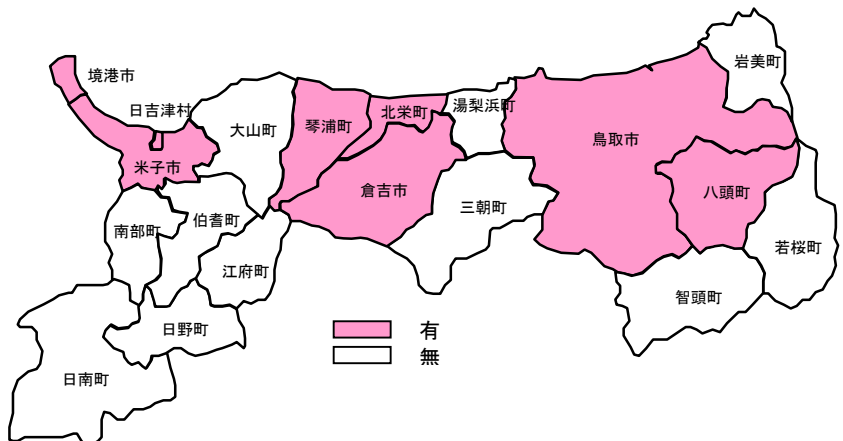 境港市
日吉津村
米子市
大山町
琴浦町
北栄町
湯梨浜町
岩美町
鳥取市
八頭町
倉吉市
三朝町
南部町
伯耆町
江府町
若桜町
智頭町
日野町
日南町
有
無